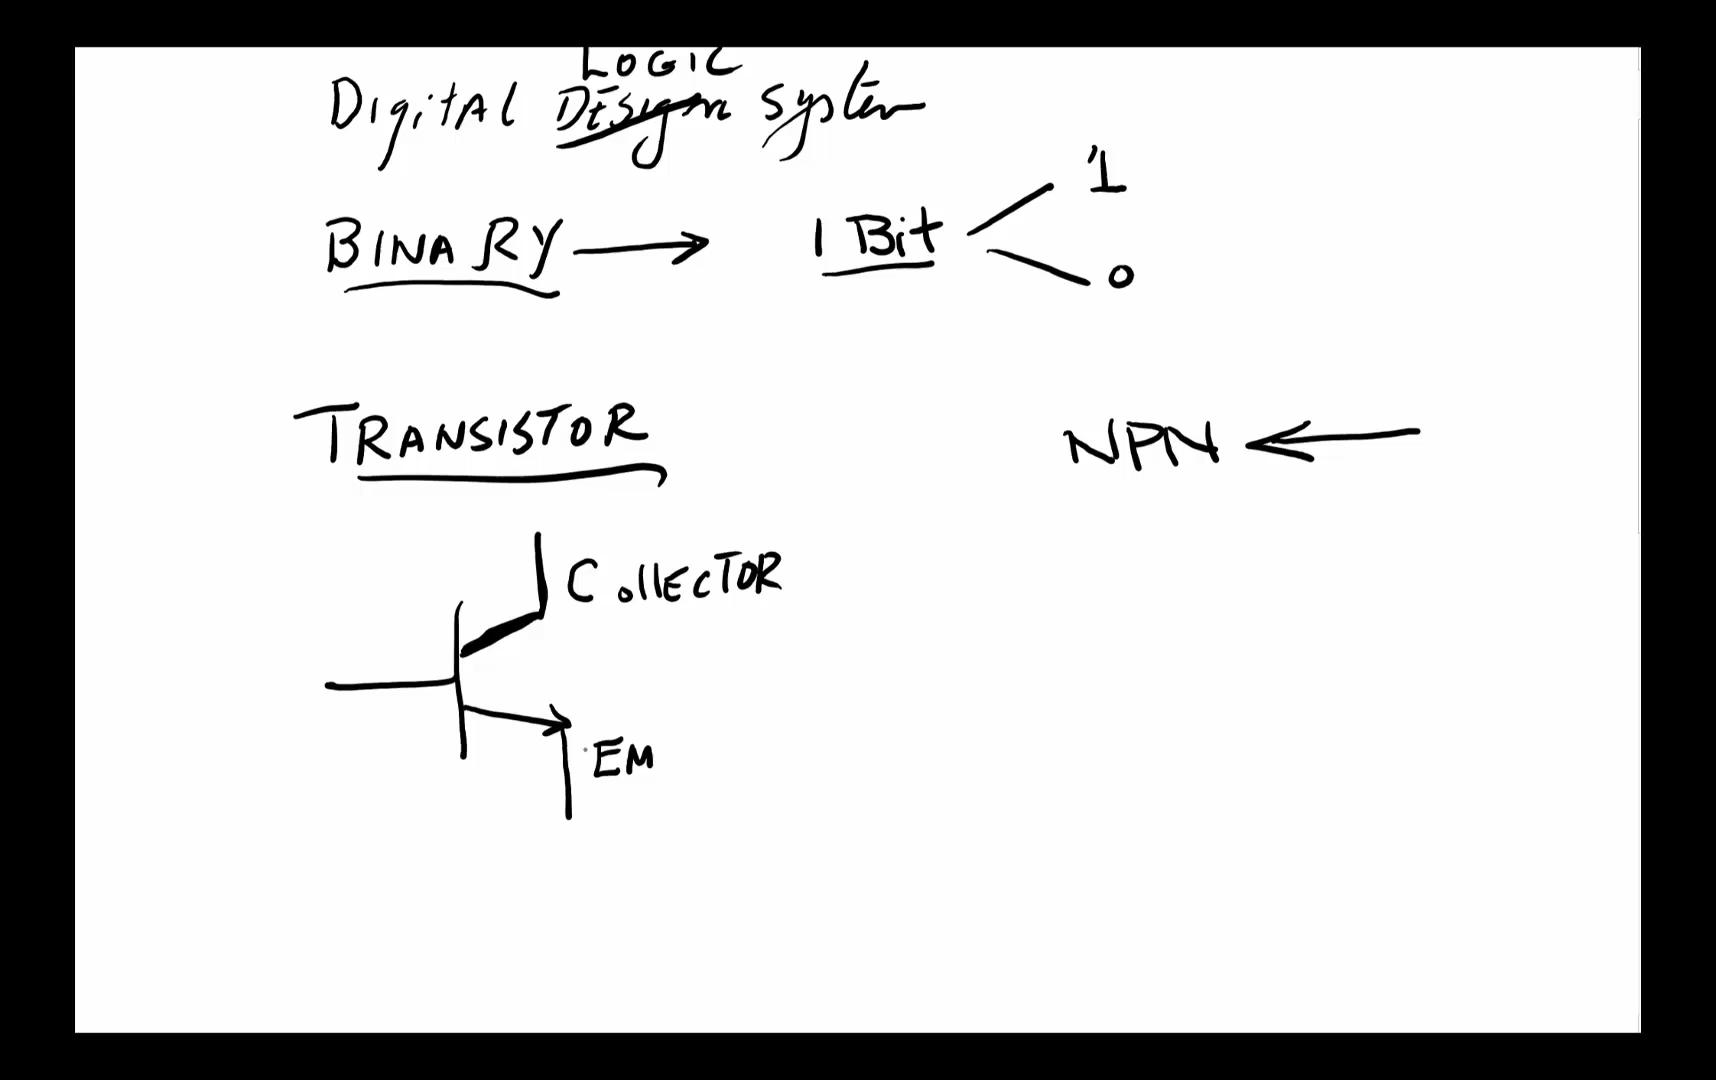 LOGIC
Digital Design System
BINARY 1 Bit 1
0
TRANSISTOR NPN
Collector
EM